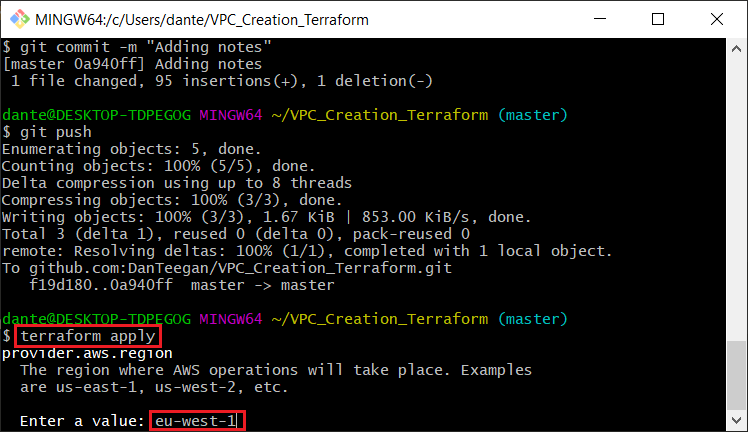 MINGW64:/c/Users/dante/VPC_Creation_Terraform
$ git commit -m "Adding notes"
[master 0a940ff] Adding notes
 1 file changed, 95 insertions(+), 1 deletion(-)
dante@DESKTOP-TDPEGOG MINGW64 ~/VPC_Creation_Terraform (master)
$ git push
Enumerating objects: 5, done.
Counting objects: 100% (5/5), done.
Delta compression using up to 8 threads
Compressing objects: 100% (3/3), done.
Writing objects: 100% (3/3), 1.67 KiB | 853.00 KiB/s, done.
Total 3 (delta 1), reused 0 (delta 0), pack-reused 0
remote: Resolving deltas: 100% (1/1), completed with 1 local object.
To github.com:DanTeegan/VPC_Creation_Terraform.git
   f19d180..0a940ff  master -> master
dante@DESKTOP-TDPEGOG MINGW64 ~/VPC_Creation_Terraform (master)
$ terraform apply
provider.aws.region
  The region where AWS operations will take place. Examples
  are us-east-1, us-west-2, etc.
  Enter a value: eu-west-1